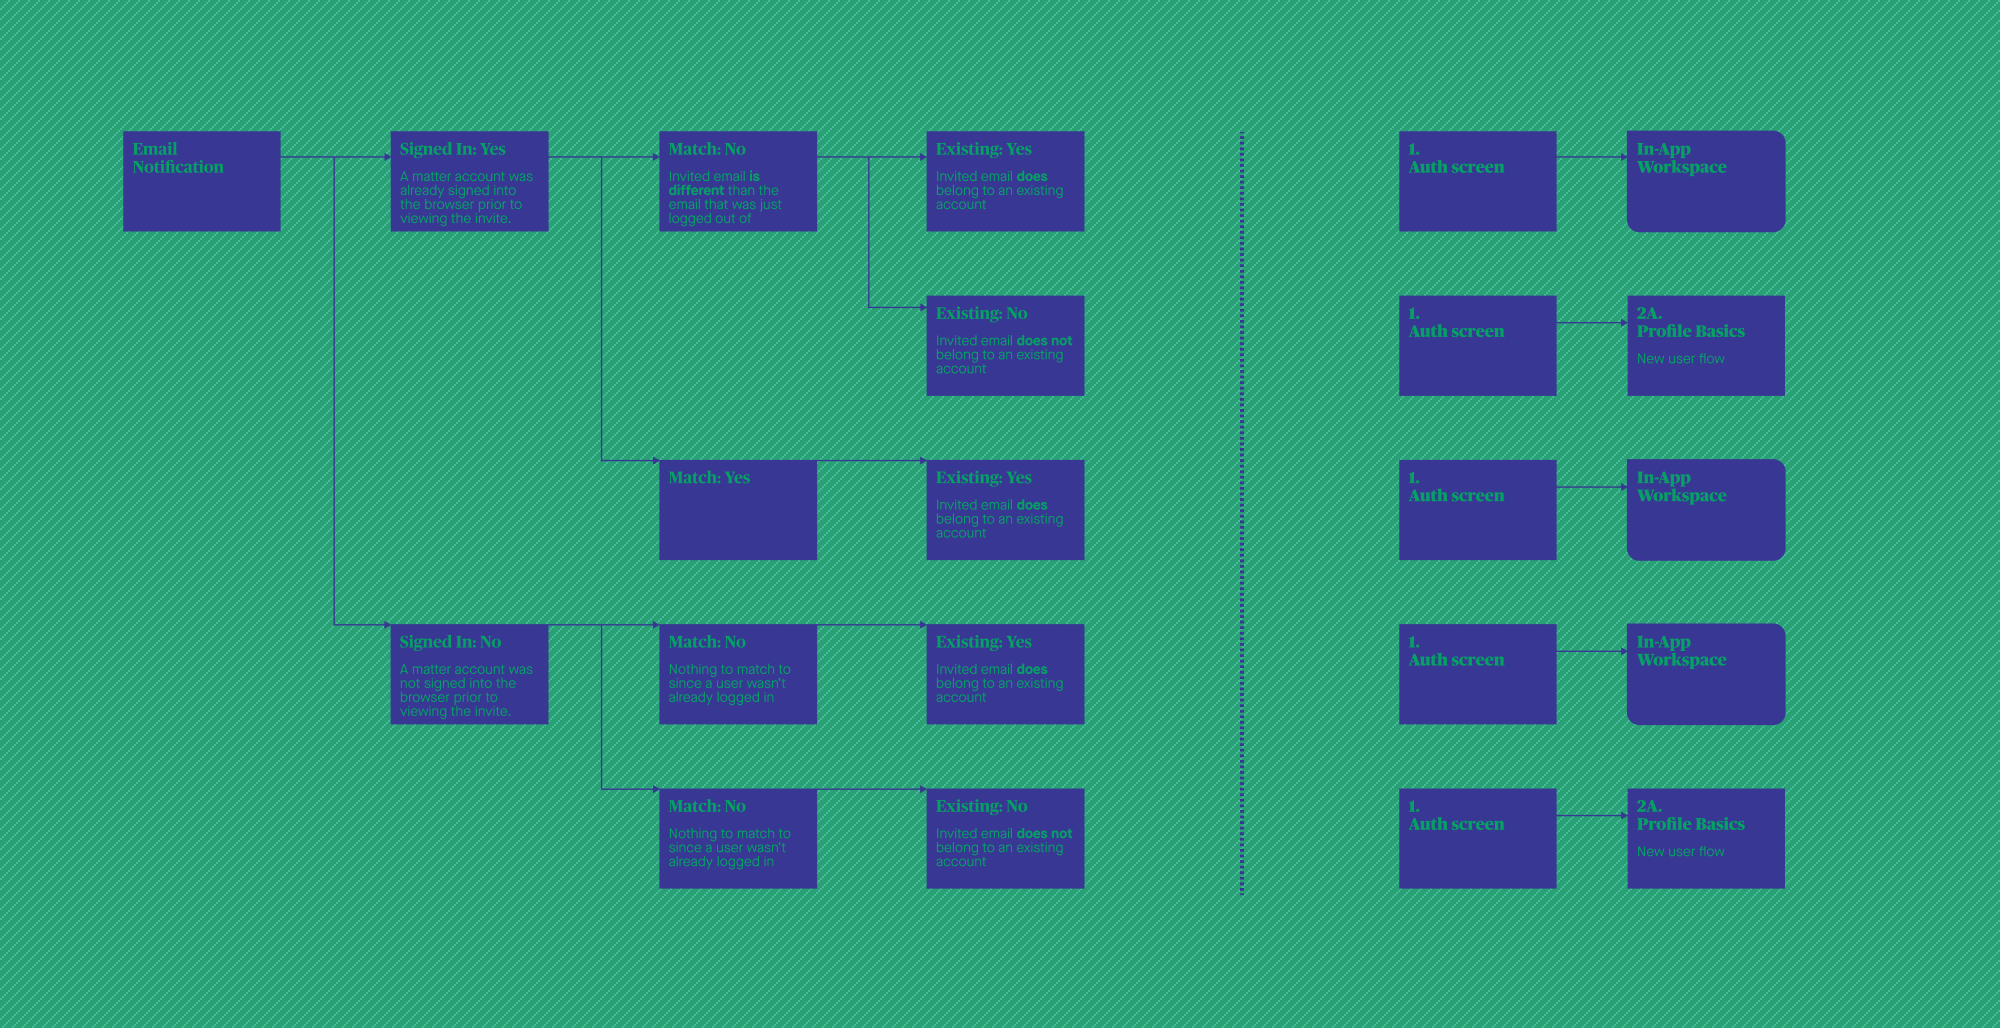 Email
Notification
Signed In: Yes
A matter account was
already signed into
the browser prior to
viewing the invite.
Match: No
Invited email is
different than the
email that was just
logged out of
Existing: Yes
Invited email does
belong to an existing
account
1.
Auth screen
In-App
Workspace
Existing: No
Invited email does not
belong to an existing
account
1.
Auth screen
2A.
Profile Basics
New user flow
Match: Yes
Existing: Yes
Invited email does
belong to an existing
account
1.
Auth screen
In-App
Workspace
Signed In: No
A matter account was
not signed into the
browser prior to
viewing the invite.
Match: No
Nothing to match to
since a user wasn't
already logged in
Existing: Yes
Invited email does
belong to an existing
account
1.
Auth screen
In-App
Workspace
Match: No
Nothing to match to
since a user wasn't
already logged in
Existing: No
Invited email does not
belong to an existing
account
1.
Auth screen
2A.
Profile Basics
New user flow